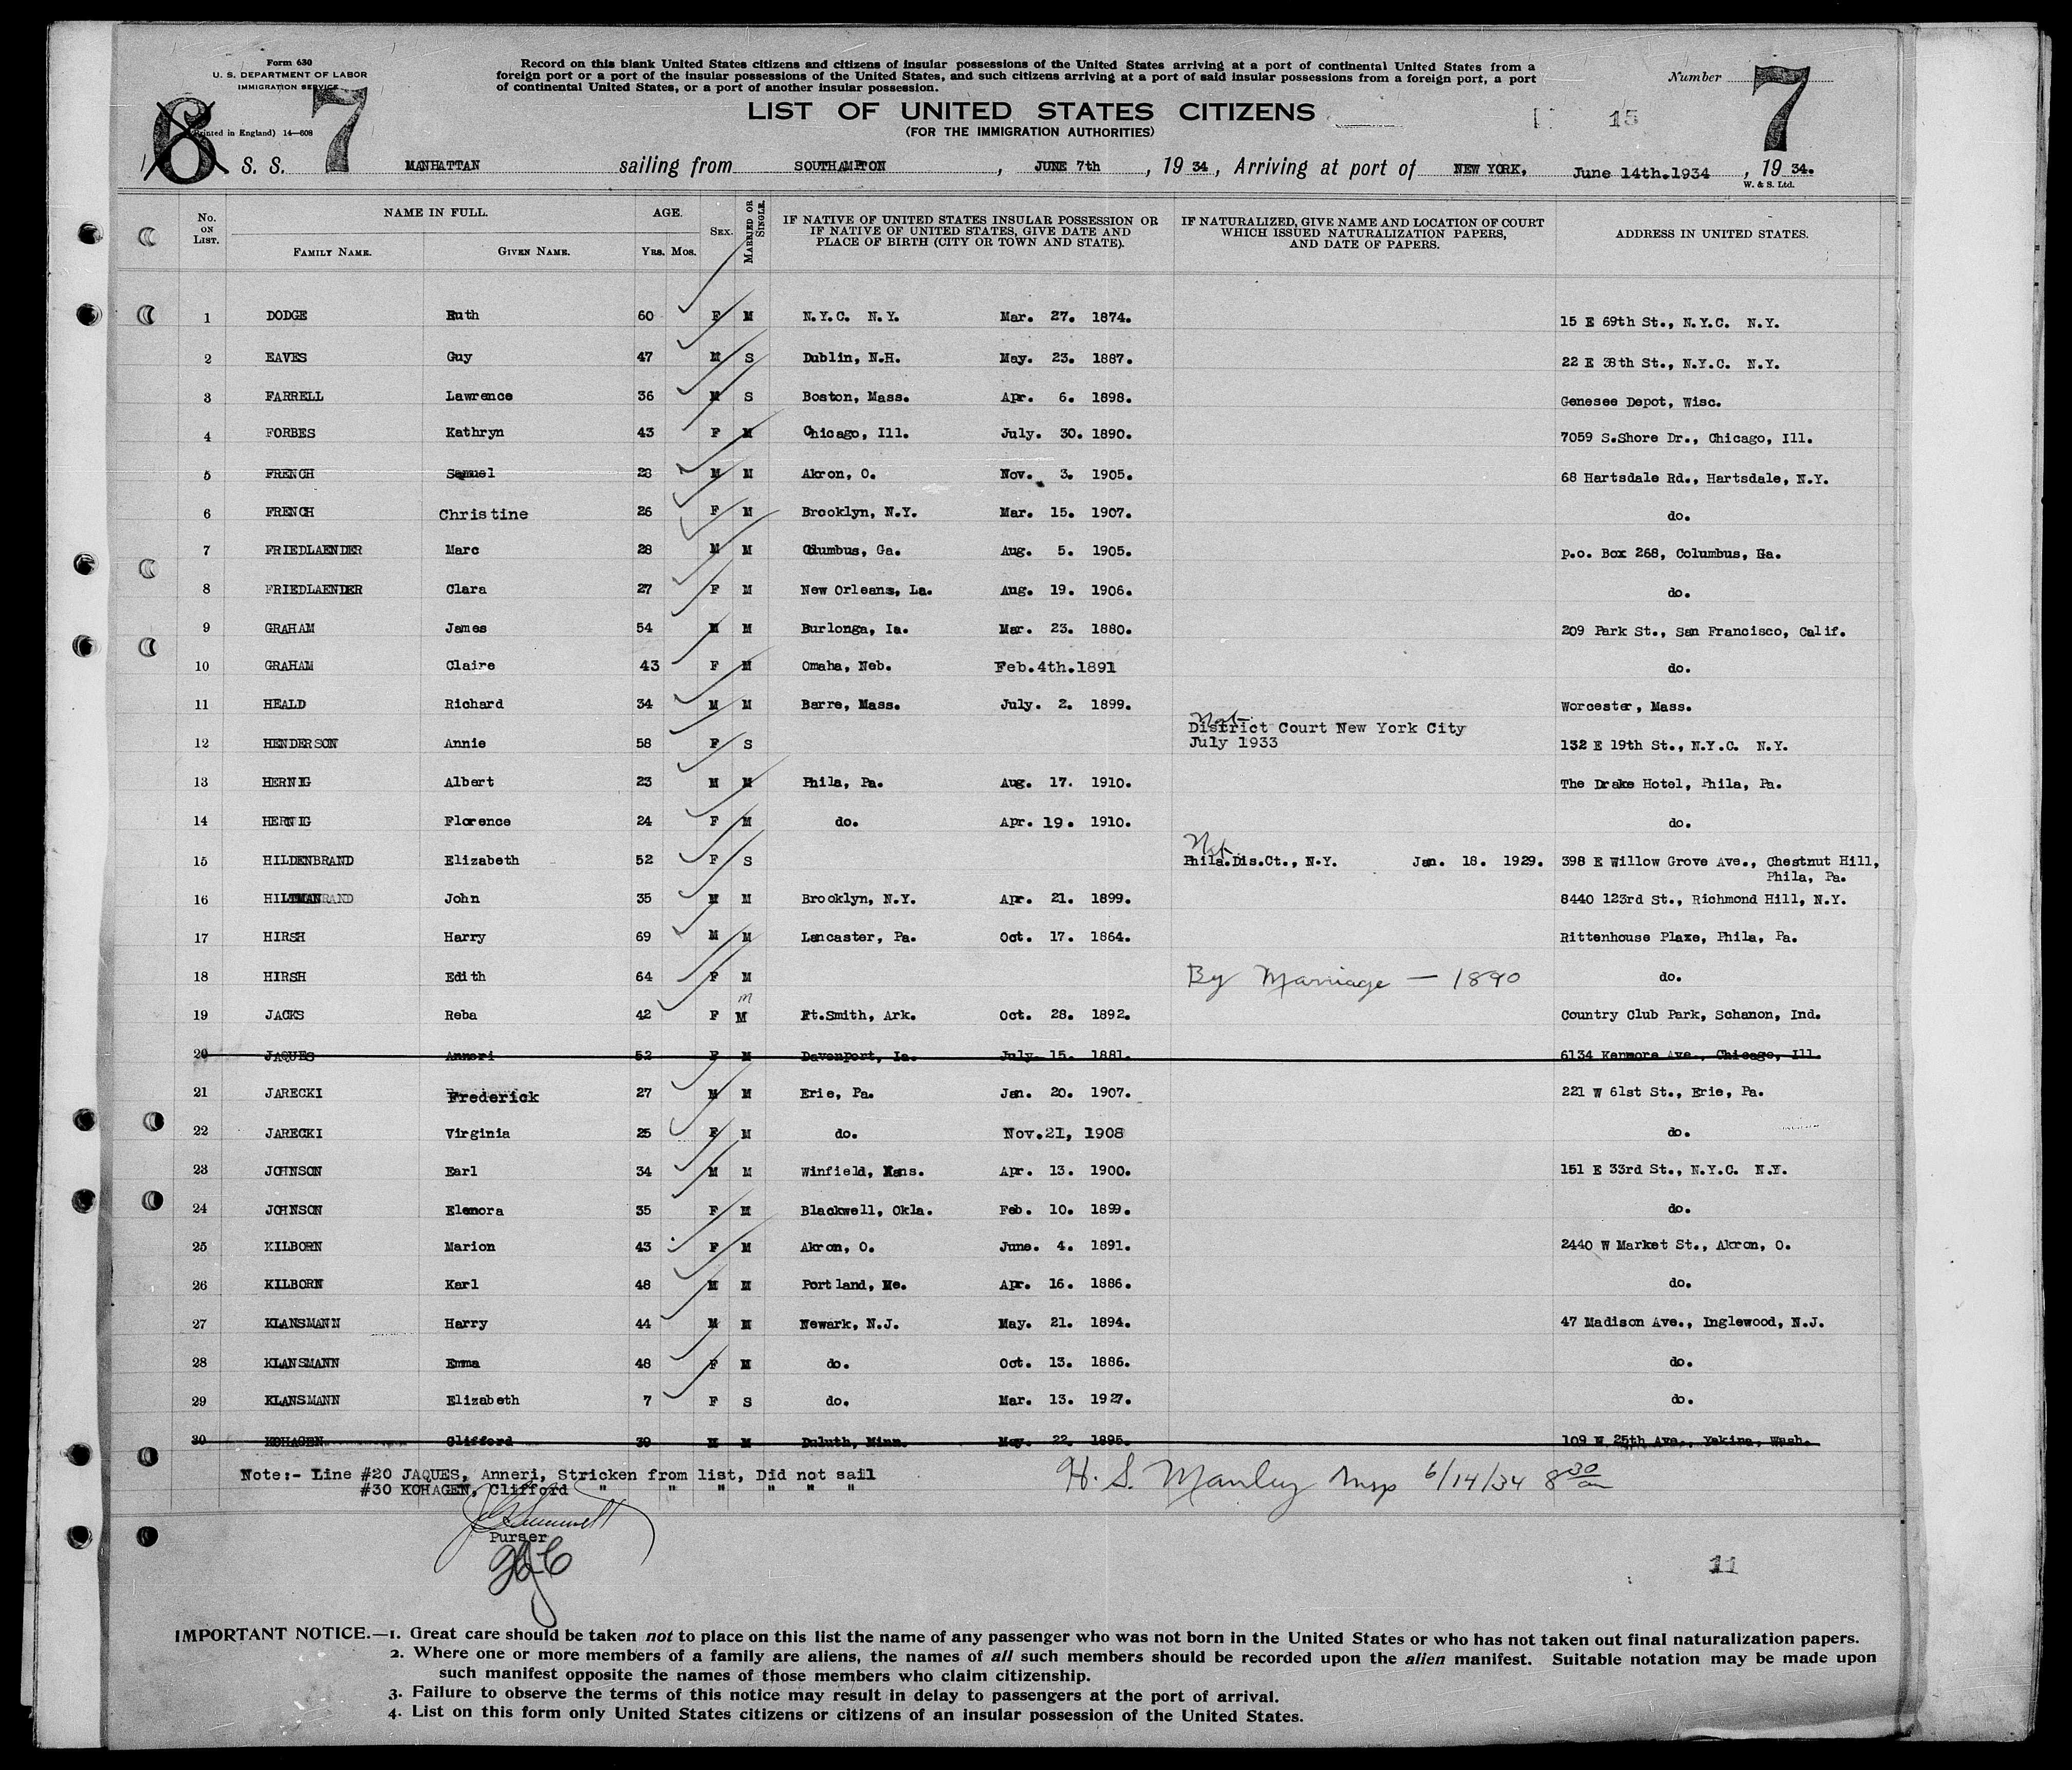 Form 630
U. S. DEPARTMENT OF LABOR
IMMIGRATION SERVICE
(Printed in England) 14—608
6 7
Record on this blank United States citizens and citizens of insular possessions of the United States arriving at a port of continental United States from a
foreign port or a port of the insular possessions of the United States, and such citizens arriving at a port of said insular possessions from a foreign port, a port
of continental United States, or a port of another insular possession.
Number 7
LIST OF UNITED STATES CITIZENS
(FOR THE IMMIGRATION AUTHORITIES)
15
S. S. MANHATTAN sailing from SOUTHAMPTON, JUNE 7th, 19 34, Arriving at port of NEW YORK, June 14th.1934, 19 34.
W. & S. Ltd.
No. ON LIST. NAME IN FULL. FAMILY NAME. GIVEN NAME. AGE. YRS. MOS. SEX. MARRIED OR SINGLE. IF NATIVE OF UNITED STATES INSULAR POSSESSION OR IF NATIVE OF UNITED STATES, GIVE DATE AND PLACE OF BIRTH (CITY OR TOWN AND STATE). IF NATURALIZED, GIVE NAME AND LOCATION OF COURT WHICH ISSUED NATURALIZATION PAPERS, AND DATE OF PAPERS. ADDRESS IN UNITED STATES.
1 DODGE Ruth 60 F M N.Y.C. N.Y. Mar. 27. 1874. 15 E 69th St., N.Y.C. N.Y.
2 EAVES Guy 47 M S Dublin, N.H. May. 23. 1887. 22 E 38th St., N.Y.C. N.Y.
3 FARRELL Lawrence 36 M S Boston, Mass. Apr. 6. 1898. Genesee Depot, Wisc.
4 FORBES Kathryn 43 F M Chicago, Ill. July. 30. 1890. 7059 S.Shore Dr., Chicago, Ill.
5 FRENCH Samuel 28 M M Akron, O. Nov. 3. 1905. 68 Hartsdale Rd., Hartsdale, N.Y.
6 FRENCH Christine 26 F M Brooklyn, N.Y. Mar. 15. 1907. do.
7 FRIEDLAENDER Marc 28 M M Columbus, Ga. Aug. 5. 1905. p.o. Box 268, Columbus, Ga.
8 FRIEDLAENDER Clara 27 F M New Orleans, La. Aug. 19. 1906. do.
9 GRAHAM James 54 M M Burlonga, Ia. Mar. 23. 1880. 209 Park St., San Francisco, Calif.
10 GRAHAM Claire 43 F M Omaha, Neb. Feb.4th.1891 do.
11 HEALD Richard 34 M M Barre, Mass. July. 2. 1899. Worcester, Mass.
12 HENDERSON Annie 58 F S Nat. District Court New York City July 1933 132 E 19th St., N.Y.C. N.Y.
13 HERNIG Albert 23 M M Phila, Pa. Aug. 17. 1910. The Drake Hotel, Phila, Pa.
14 HERNIG Florence 24 F M do. Apr. 19. 1910. do.
15 HILDENBRAND Elizabeth 52 F S Nat. Phila.Dis.Ct., N.Y. Jan. 18. 1929. 398 E Willow Grove Ave., Chestnut Hill,
Phila, Pa.
16 HILTMAN John 35 M M Brooklyn, N.Y. Apr. 21. 1899. 8440 123rd St., Richmond Hill, N.Y.
17 HIRSH Harry 69 M M Lancaster, Pa. Oct. 17. 1864. Rittenhouse Plaxe, Phila, Pa.
18 HIRSH Edith 64 F M By Marriage — 1890 do.
19 JACKS Reba 42 F M m Ft.Smith, Ark. Oct. 28. 1892. Country Club Park, Schanon, Ind.
20 JAQUES Anneri 52 F M Davenport, Ia. July 15. 1881. 6134 Kenmore Ave., Chicago, Ill.
21 JARECKI Frederick 27 M M Erie, Pa. Jan. 20. 1907. 221 W 61st St., Erie, Pa.
22 JARECKI Virginia 25 F M do. Nov.21, 1908 do.
23 JOHNSON Earl 34 M M Winfield, Kans. Apr. 13. 1900. 151 E 33rd St., N.Y.C. N.Y.
24 JOHNSON Elenora 35 F M Blackwell, Okla. Feb. 10. 1899. do.
25 KILBORN Marion 43 F M Akron, O. June. 4. 1891. 2440 W Market St., Akron, O.
26 KILBORN Karl 48 M M Portland, Me. Apr. 16. 1886. do.
27 KLANSMANN Harry 44 M M Newark, N.J. May. 21. 1894. 47 Madison Ave., Inglewood, N.J.
28 KLANSMANN Emma 48 F M do. Oct. 13. 1886. do.
29 KLANSMANN Elizabeth 7 F S do. Mar. 13. 1927. do.
30 KOHAGEN Clifford 39 M M Duluth, Minn. May. 22. 1895. 109 N 25th Ave., Yakina, Wash.
Note:- Line #20 JAQUES, Anneri, Stricken from list, Did not sail
#30 KOHAGEN, Clifford " " " " " "
H. S. Manley Insp 6/14/34 8 30 am
Purser
11
IMPORTANT NOTICE.—1. Great care should be taken not to place on this list the name of any passenger who was not born in the United States or who has not taken out final naturalization papers.
2. Where one or more members of a family are aliens, the names of all such members should be recorded upon the alien manifest. Suitable notation may be made upon
such manifest opposite the names of those members who claim citizenship.
3. Failure to observe the terms of this notice may result in delay to passengers at the port of arrival.
4. List on this form only United States citizens or citizens of an insular possession of the United States.